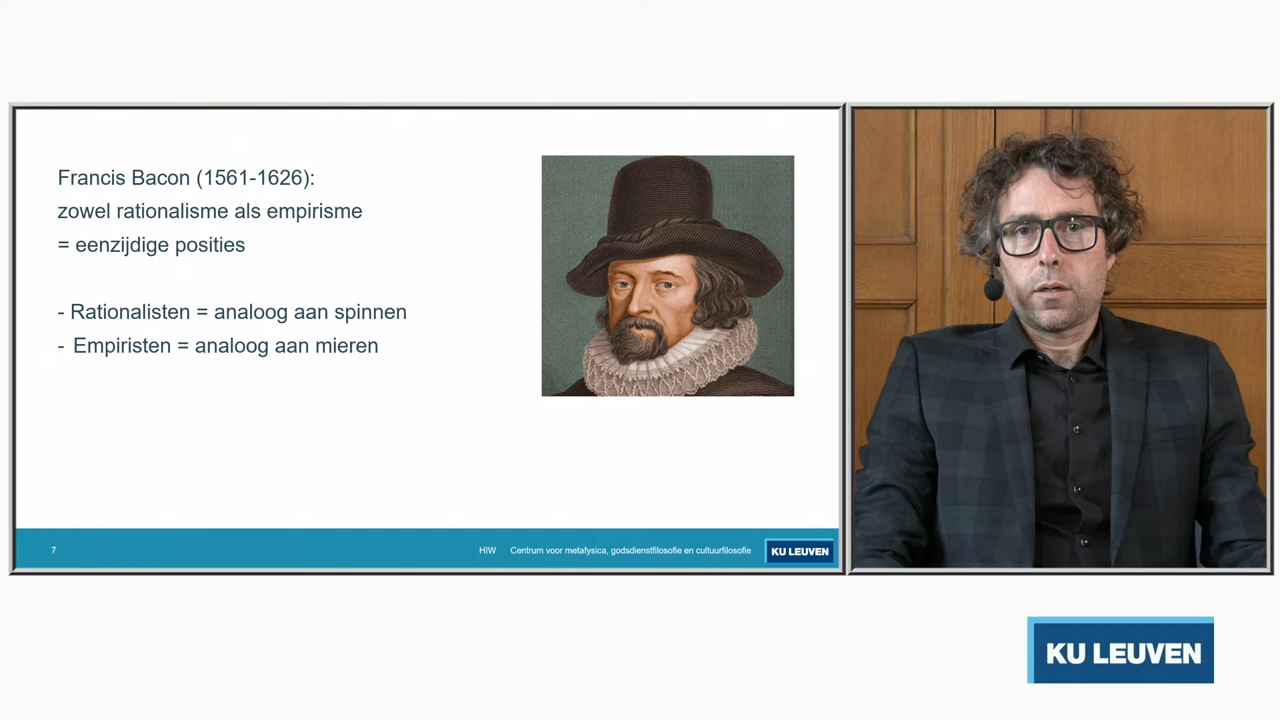 Francis Bacon (1561-1626):
zowel rationalisme als empirisme
= eenzijdige posities
- Rationalisten = analoog aan spinnen
- Empiristen = analoog aan mieren
7
HIW Centrum voor metafysica, godsdienstfilosofie en cultuurfilosofie
KU LEUVEN
KU LEUVEN